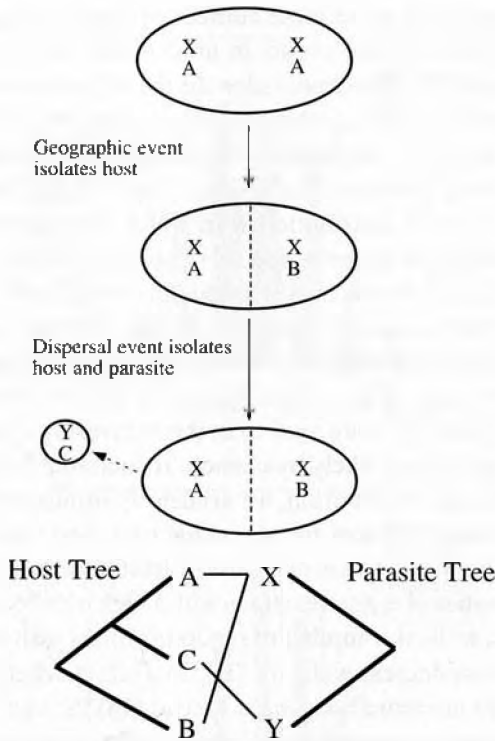 X X
A A
Geographic event
isolates host
X X
A B
Dispersal event isolates
host and parasite
Y
C
X X
A B
Host Tree A X Parasite Tree
C
B Y